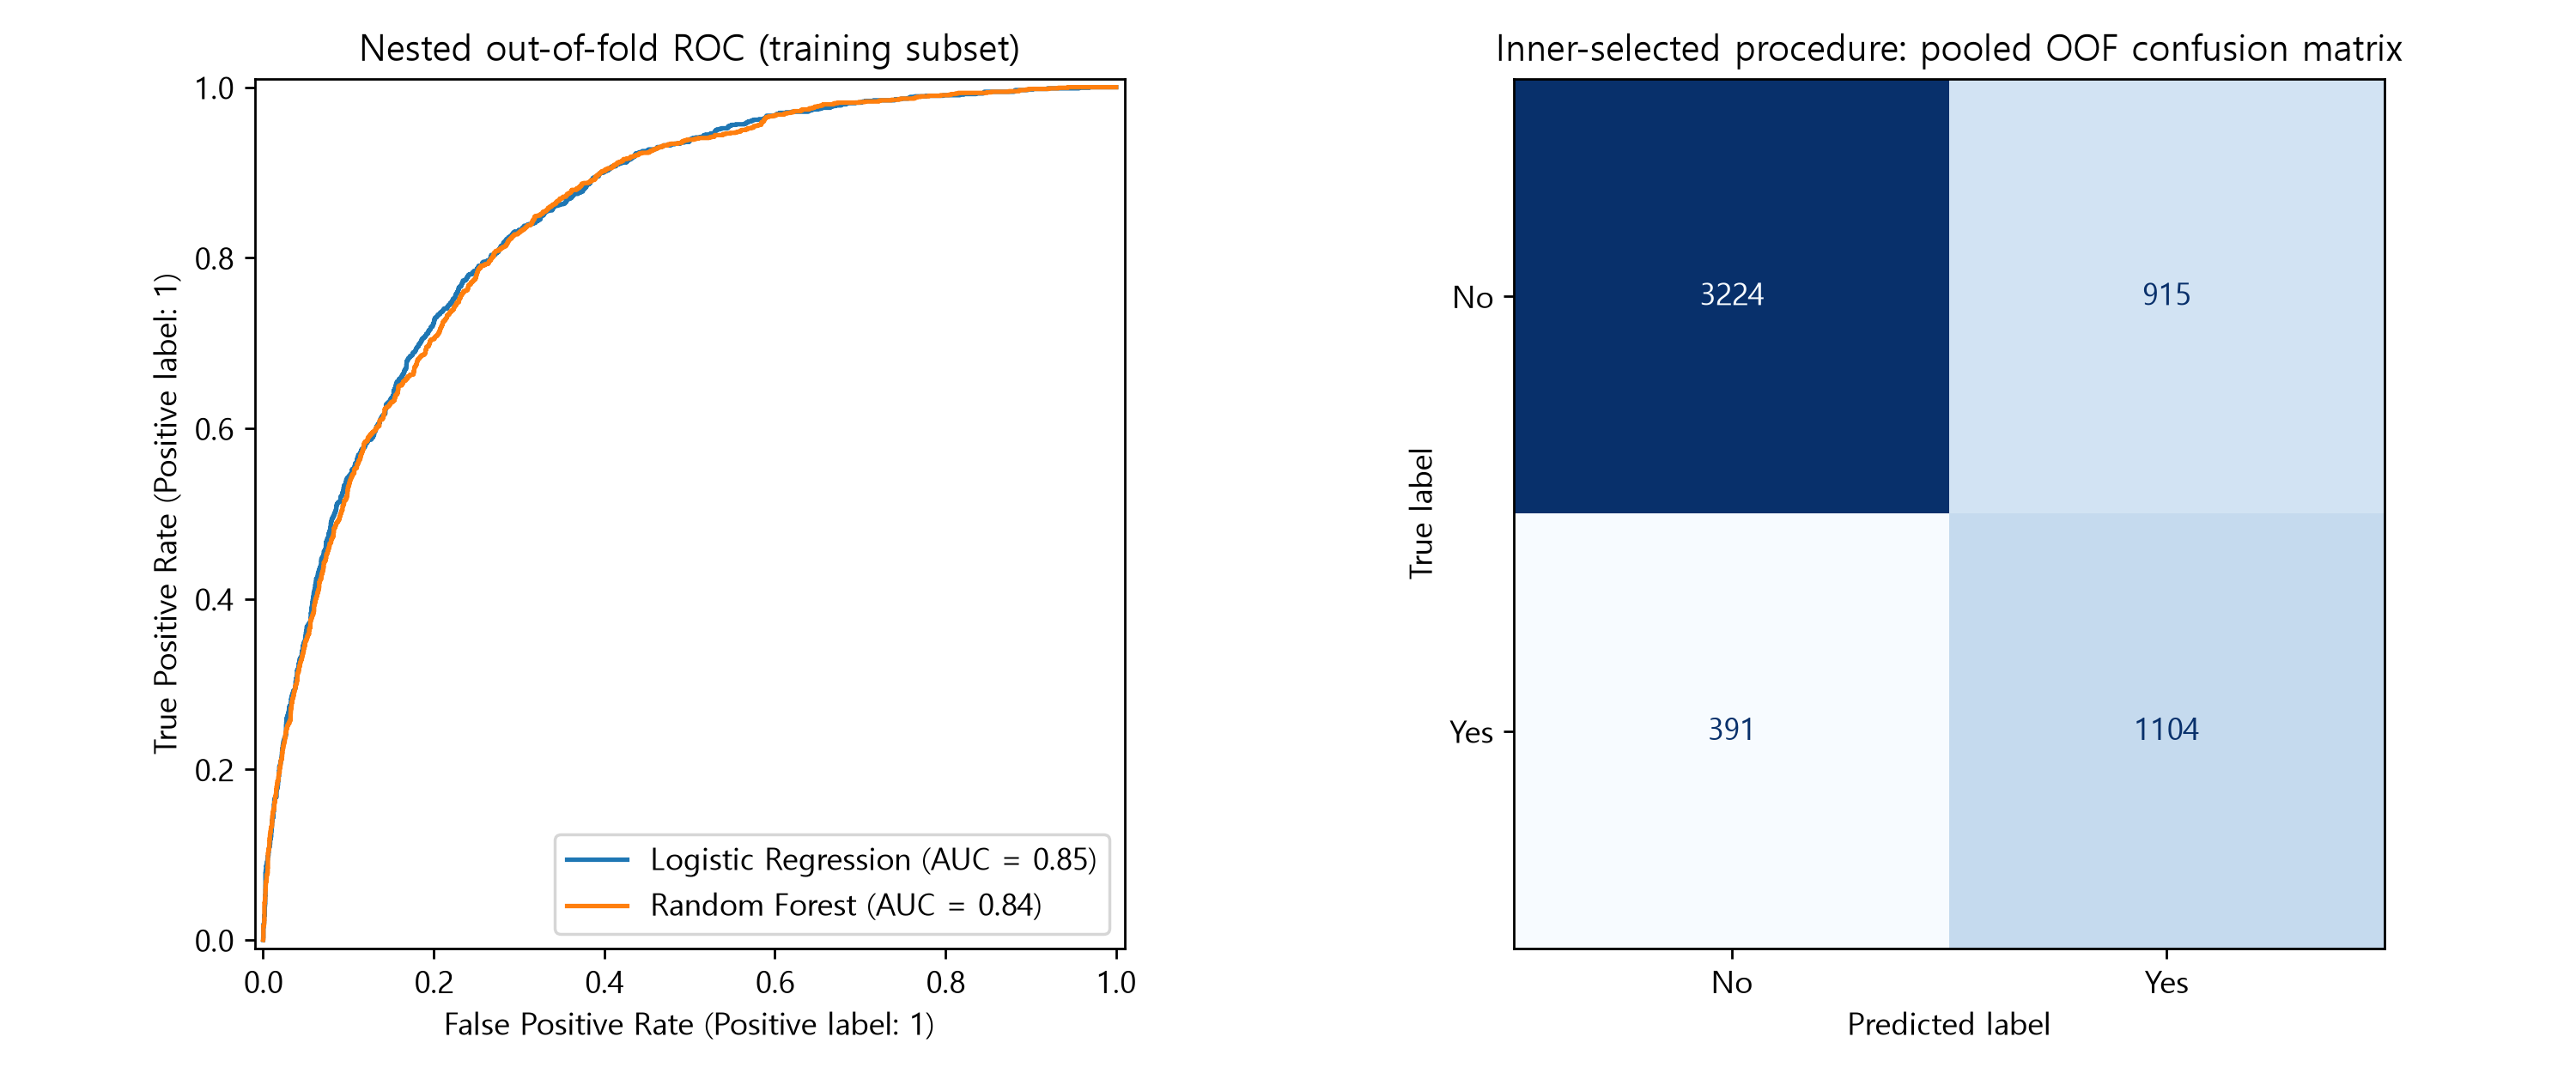 Nested out-of-fold ROC (training subset)
True Positive Rate (Positive label: 1)
1.0
0.8
0.6
0.4
0.2
0.0
Logistic Regression (AUC = 0.85)
Random Forest (AUC = 0.84)
0.0 0.2 0.4 0.6 0.8 1.0
False Positive Rate (Positive label: 1)
Inner-selected procedure: pooled OOF confusion matrix
True label
No 3224 915
Yes 391 1104
No Yes
Predicted label